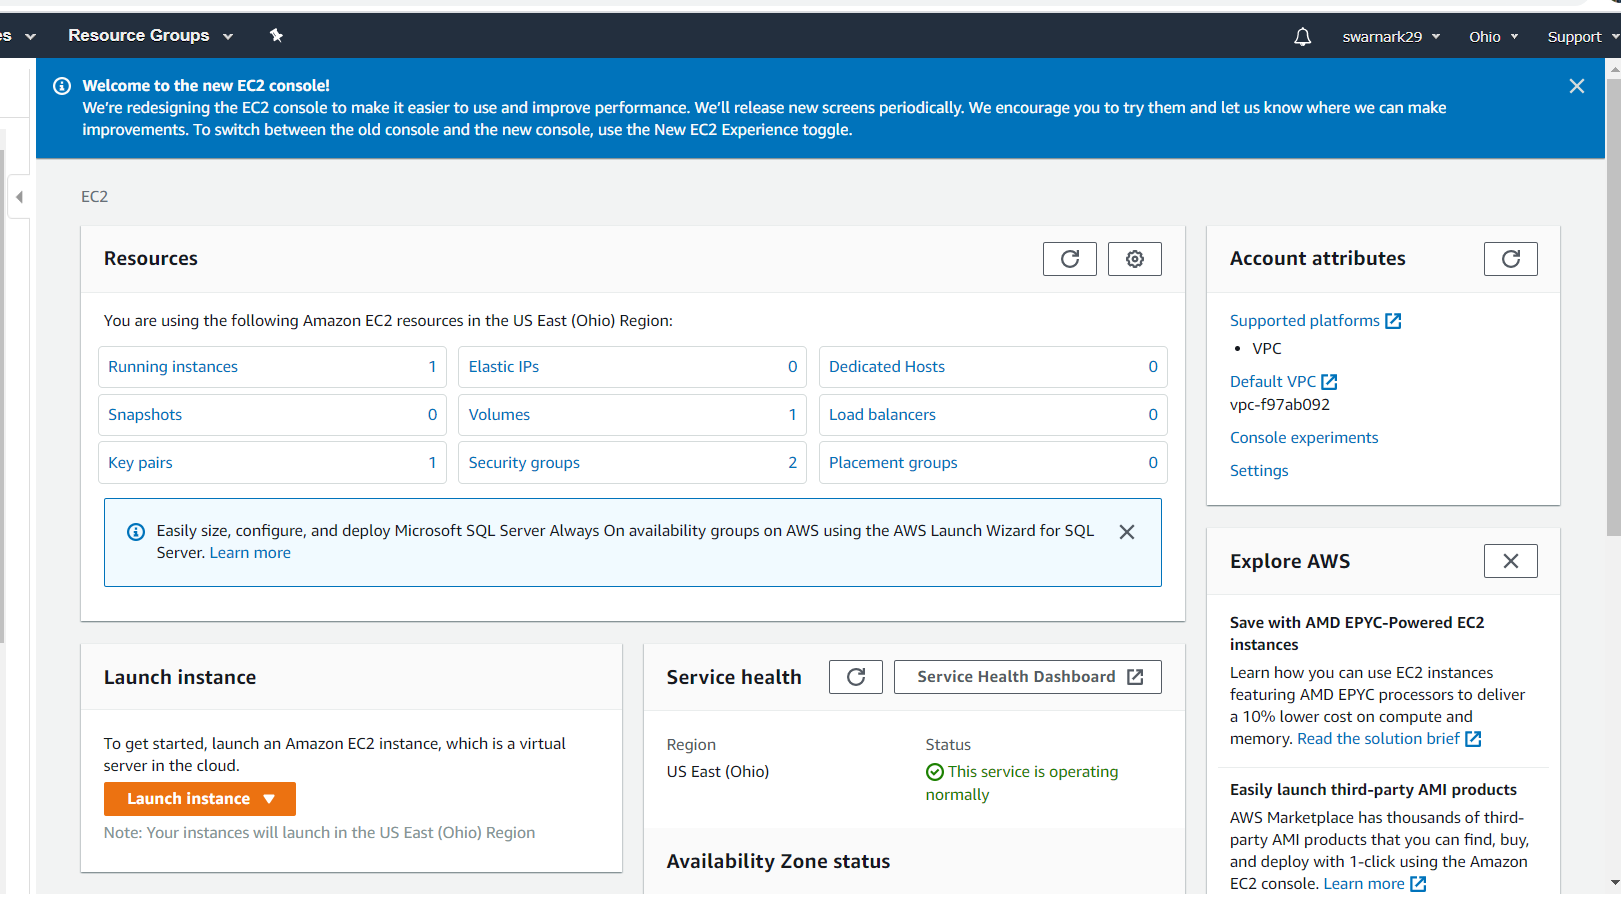 es
Resource Groups
swarnark29
Ohio
Support
Welcome to the new EC2 console!
We're redesigning the EC2 console to make it easier to use and improve performance. We'll release new screens periodically. We encourage you to try them and let us know where we can make
improvements. To switch between the old console and the new console, use the New EC2 Experience toggle.
EC2
Resources
You are using the following Amazon EC2 resources in the US East (Ohio) Region:
Running instances 1
Elastic IPs 0
Dedicated Hosts 0
Snapshots 0
Volumes 1
Load balancers 0
Key pairs 1
Security groups 2
Placement groups 0
Easily size, configure, and deploy Microsoft SQL Server Always On availability groups on AWS using the AWS Launch Wizard for SQL
Server. Learn more
Launch instance
To get started, launch an Amazon EC2 instance, which is a virtual
server in the cloud.
Launch instance
Note: Your instances will launch in the US East (Ohio) Region
Service health
Service Health Dashboard
Region
US East (Ohio)
Status
This service is operating
normally
Availability Zone status
Account attributes
Supported platforms
• VPC
Default VPC
vpc-f97ab092
Console experiments
Settings
Explore AWS
Save with AMD EPYC-Powered EC2
instances
Learn how you can use EC2 instances
featuring AMD EPYC processors to deliver
a 10% lower cost on compute and
memory. Read the solution brief
Easily launch third-party AMI products
AWS Marketplace has thousands of third-
party AMI products that you can find, buy,
and deploy with 1-click using the Amazon
EC2 console. Learn more